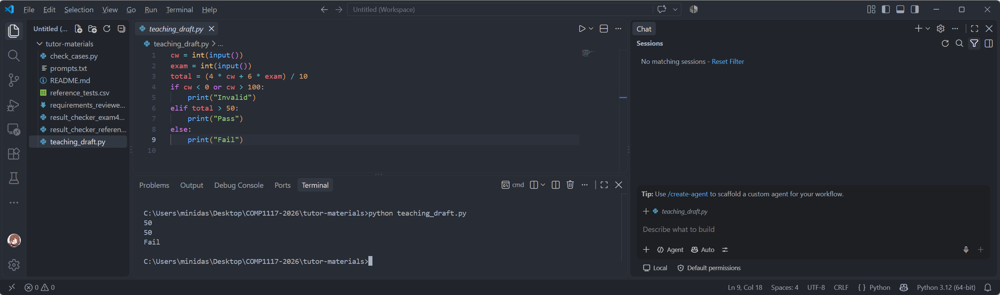 File Edit Selection View Go Run Terminal Help
Untitled (Workspace)
Untitled (...
tutor-materials
check_cases.py
prompts.txt
README.md
reference_tests.csv
requirements_reviewe...
result_checker_exam4...
result_checker_referen...
teaching_draft.py
teaching_draft.py
teaching_draft.py > ...
1 cw = int(input())
2 exam = int(input())
3 total = (4 * cw + 6 * exam) / 10
4 if cw < 0 or cw > 100:
5     print("Invalid")
6 elif total > 50:
7     print("Pass")
8 else:
9     print("Fail")
10
Problems Output Debug Console Ports Terminal
cmd
C:\Users\minidas\Desktop\COMP1117-2026\tutor-materials>python teaching_draft.py
50
50
Fail
C:\Users\minidas\Desktop\COMP1117-2026\tutor-materials>
Chat
Sessions
No matching sessions - Reset Filter
Tip: Use /create-agent to scaffold a custom agent for your workflow.
teaching_draft.py
Describe what to build
Agent Auto
Local Default permissions
0 0
Ln 9, Col 18 Spaces: 4 UTF-8 CRLF { } Python Python 3.12 (64-bit)